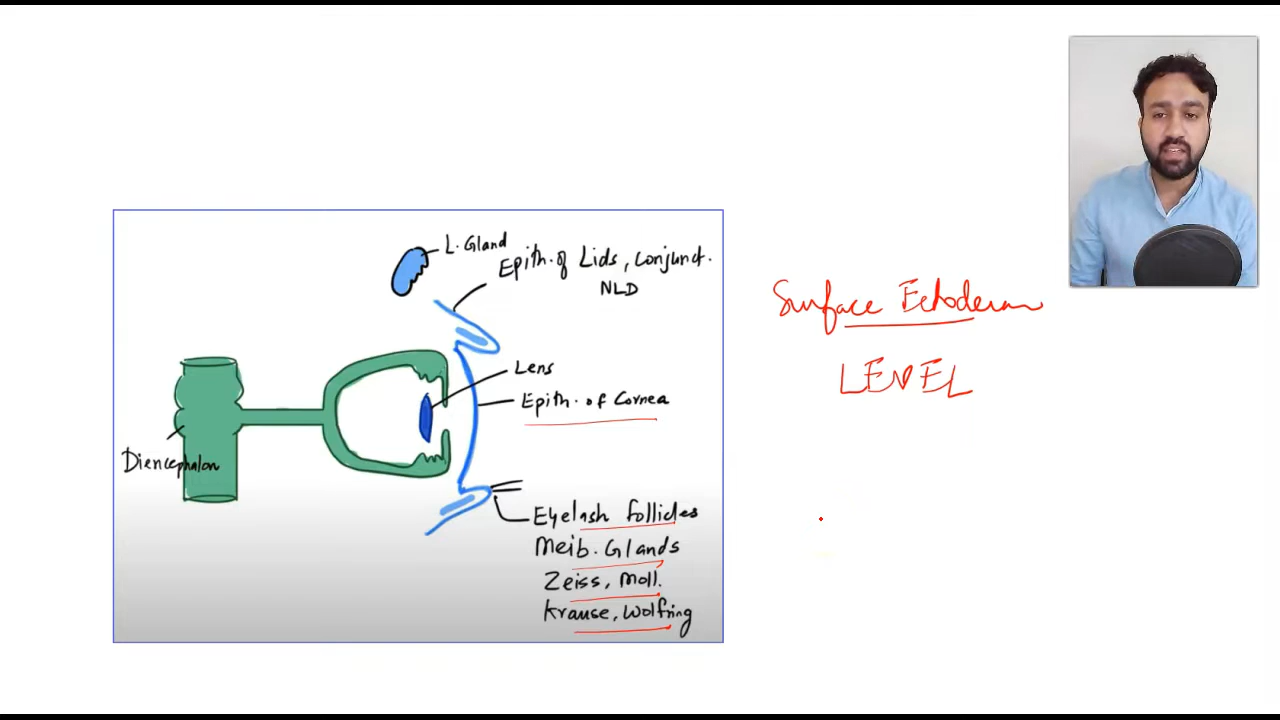 L. Gland
Epith. of Lids, Conjunct.
NLD
Lens
Epith. of Cornea
Diencephalon
Eyelash follicles
Meib. Glands
Zeiss, Moll.
Krause, Wolfring
Surface Ectoderm
LEVEL